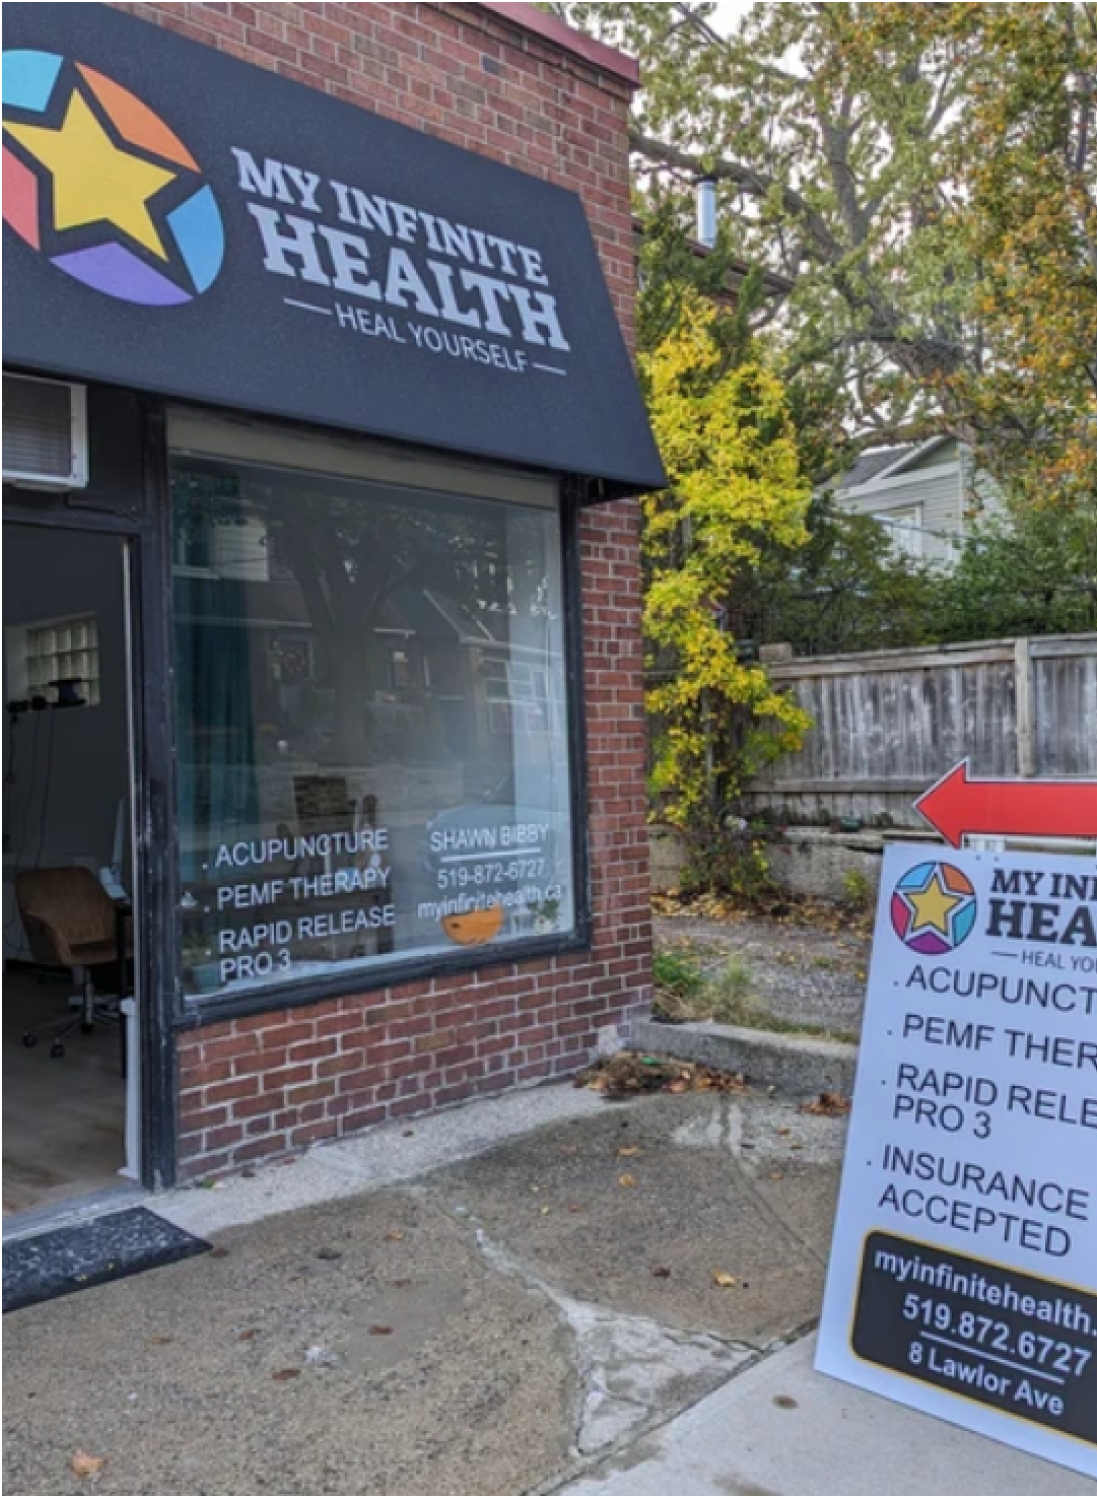 MY INFINITE
HEALTH
HEAL YOURSELF
. ACUPUNCTURE
. PEMF THERAPY
. RAPID RELEASE
PRO 3
SHAWN BIBBY
519-872-6727
myinfinitehealth.ca
MY INF
HEA
HEAL YO
. ACUPUNCT
. PEMF THER
. RAPID RELE
PRO 3
. INSURANCE
ACCEPTED
myinfinitehealth.
519.872.6727
8 Lawlor Ave